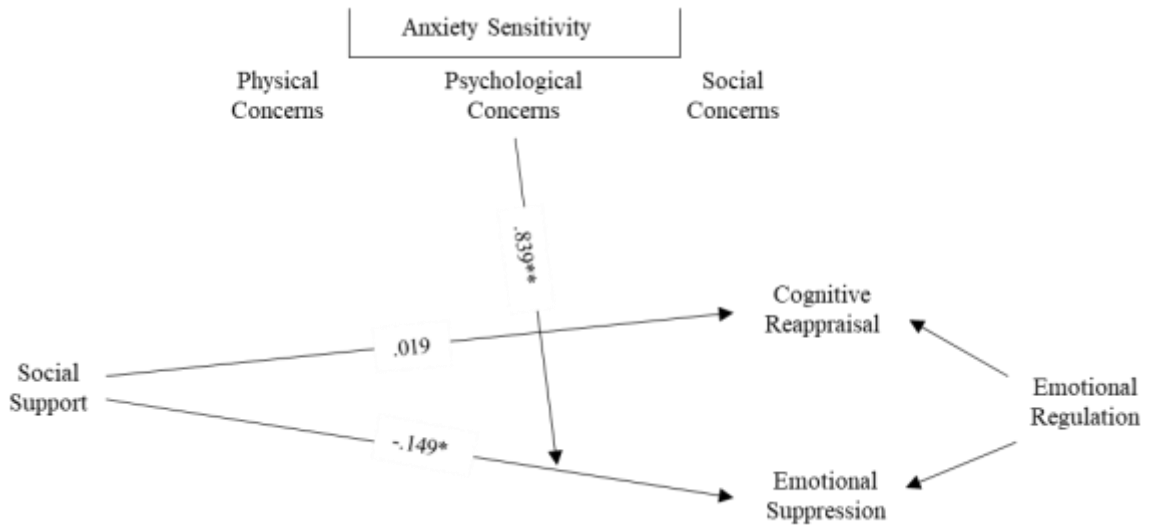 Anxiety Sensitivity
Physical
Concerns
Psychological
Concerns
Social
Concerns
.839**
Cognitive
Reappraisal
.019
Social
Support
Emotional
Regulation
-.149*
Emotional
Suppression